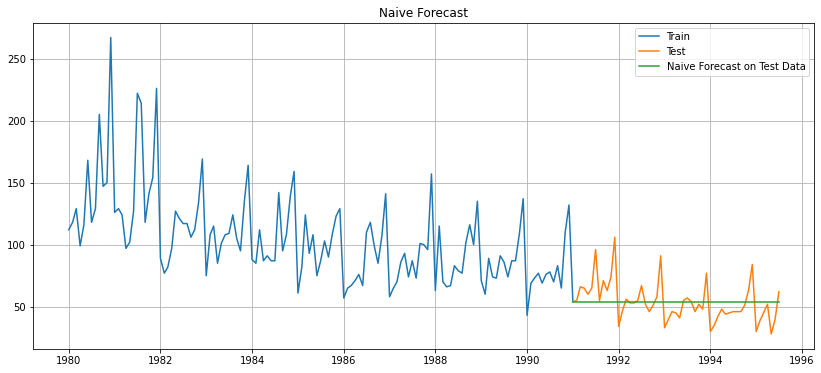 Naive Forecast
Train
Test
Naive Forecast on Test Data
250
200
150
100
50
1980 1982 1984 1986 1988 1990 1992 1994 1996